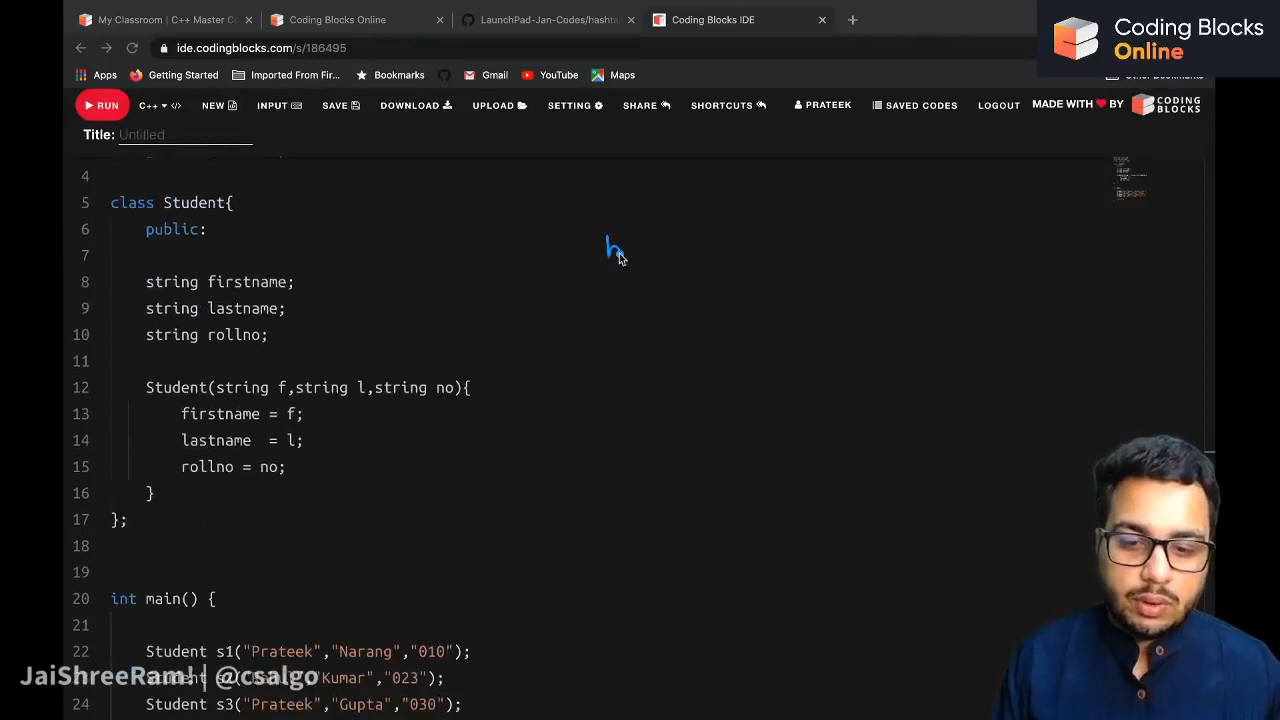 My Classroom | C++ Master C
Coding Blocks Online
LaunchPad-Jan-Codes/hashta
Coding Blocks IDE
Coding Blocks
Online
ide.codingblocks.com/s/186495
Apps
Getting Started
Imported From Fir...
Bookmarks
Gmail
YouTube
Maps
Other Bookmarks
RUN
C++
NEW
INPUT
SAVE
DOWNLOAD
UPLOAD
SETTING
SHARE
SHORTCUTS
PRATEEK
SAVED CODES
LOGOUT
MADE WITH BY
CODING
BLOCKS
Title: Untitled
4
5 class Student{
6 public:
h
7
8 string firstname;
9 string lastname;
10 string rollno;
11
12 Student(string f,string l,string no){
13 firstname = f;
14 lastname = l;
15 rollno = no;
16 }
17 };
18
19
20 int main() {
21
22 Student s1("Prateek","Narang","010");
"Kumar","023");
JaiShreeRam! | @csalgo
24 Student s3("Prateek","Gupta","030");